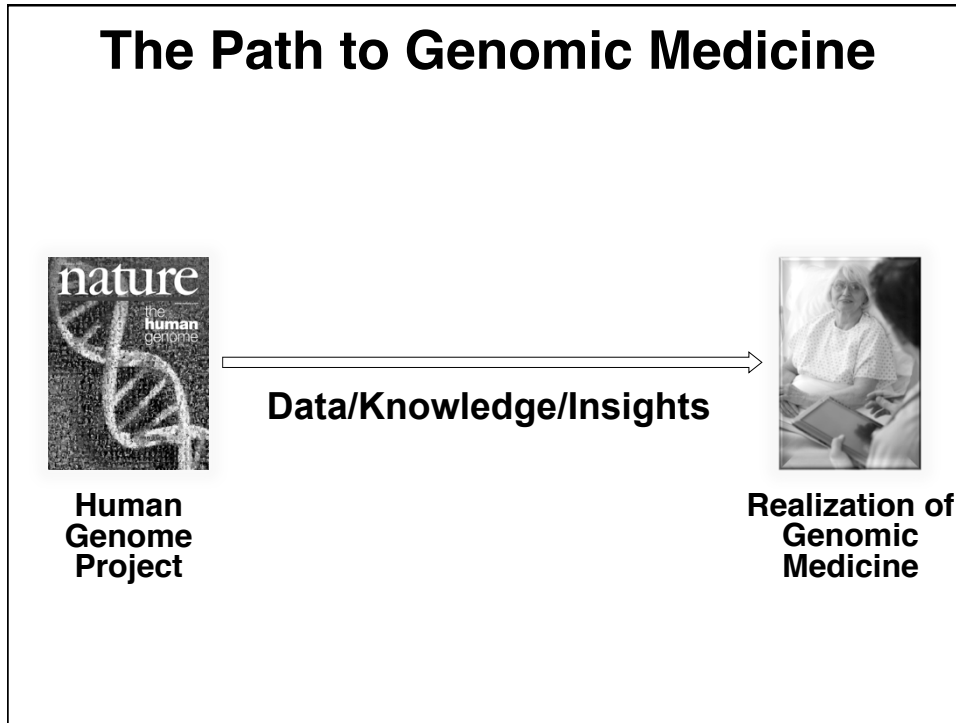 The Path to Genomic Medicine
nature
the
human
genome
Data/Knowledge/Insights
Human
Genome
Project
Realization of
Genomic
Medicine